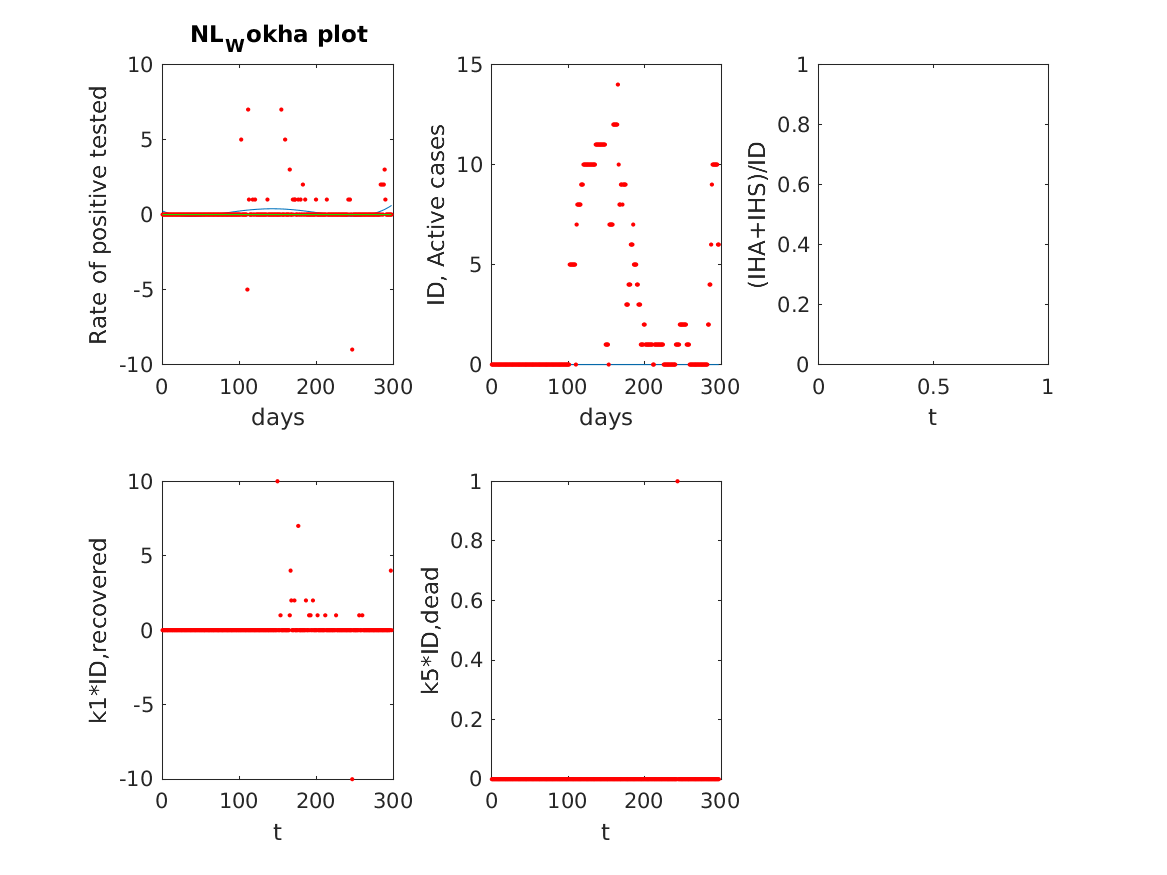 NL_Wokha plot
10
5
0
-5
-10
0 100 200 300
days
Rate of positive tested
15
10
5
0
0 100 200 300
days
ID, Active cases
1
0.8
0.6
0.4
0.2
0
0 0.5 1
t
(IHA+IHS)/ID
10
5
0
-5
-10
0 100 200 300
t
k1*ID,recovered
1
0.8
0.6
0.4
0.2
0
0 100 200 300
t
k5*ID,dead